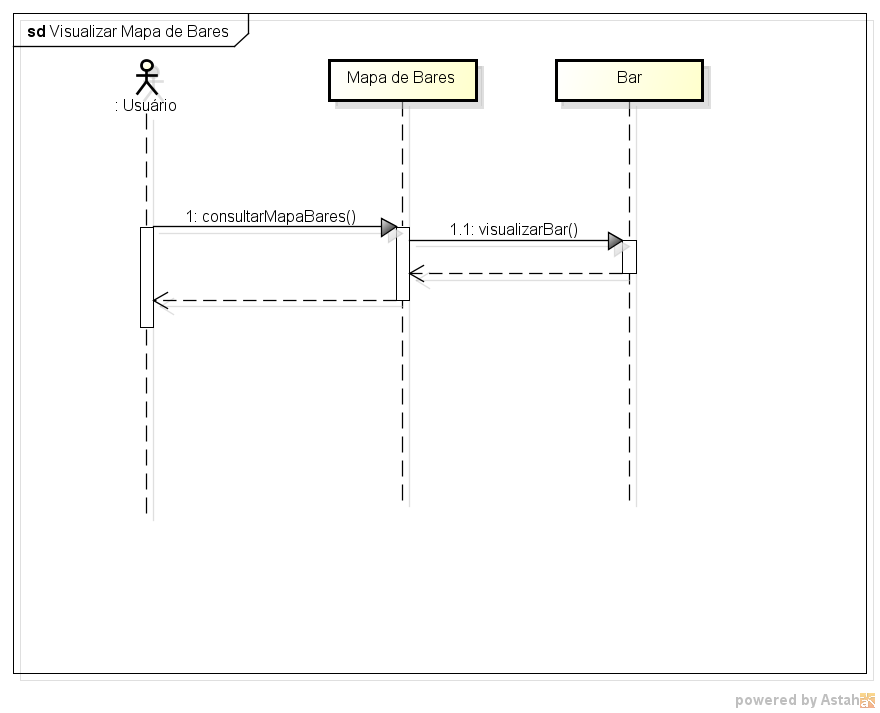 sd Visualizar Mapa de Bares
: Usuário
Mapa de Bares
Bar
1: consultarMapaBares()
1.1: visualizarBar()
powered by Astah